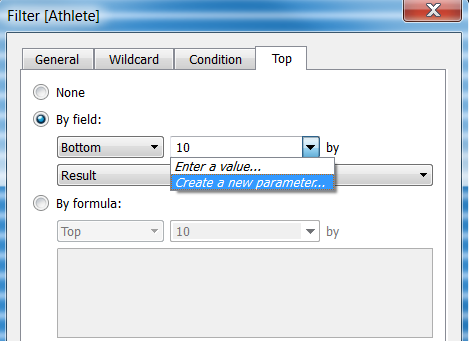 Filter [Athlete]
General Wildcard Condition Top
None
By field:
Bottom 10 by
Enter a value...
Result
Create a new parameter...
By formula:
Top 10 by